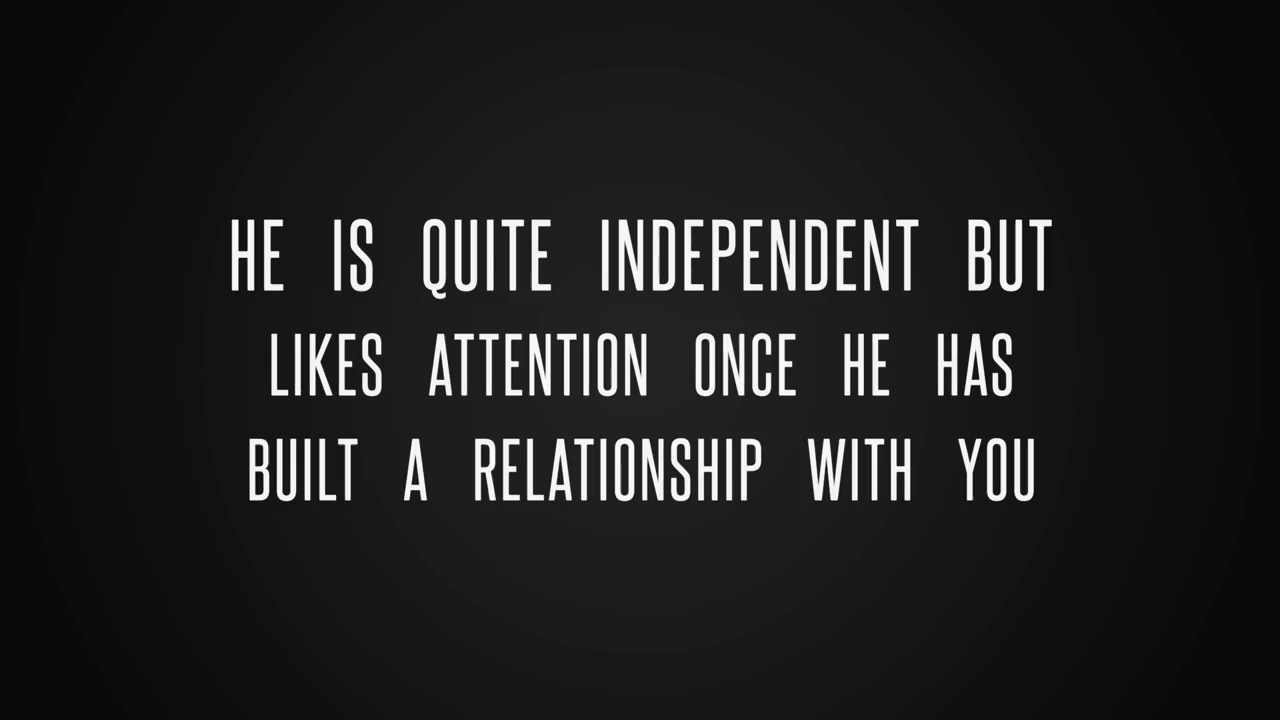 HE IS QUITE INDEPENDENT BUT
LIKES ATTENTION ONCE HE HAS
BUILT A RELATIONSHIP WITH YOU